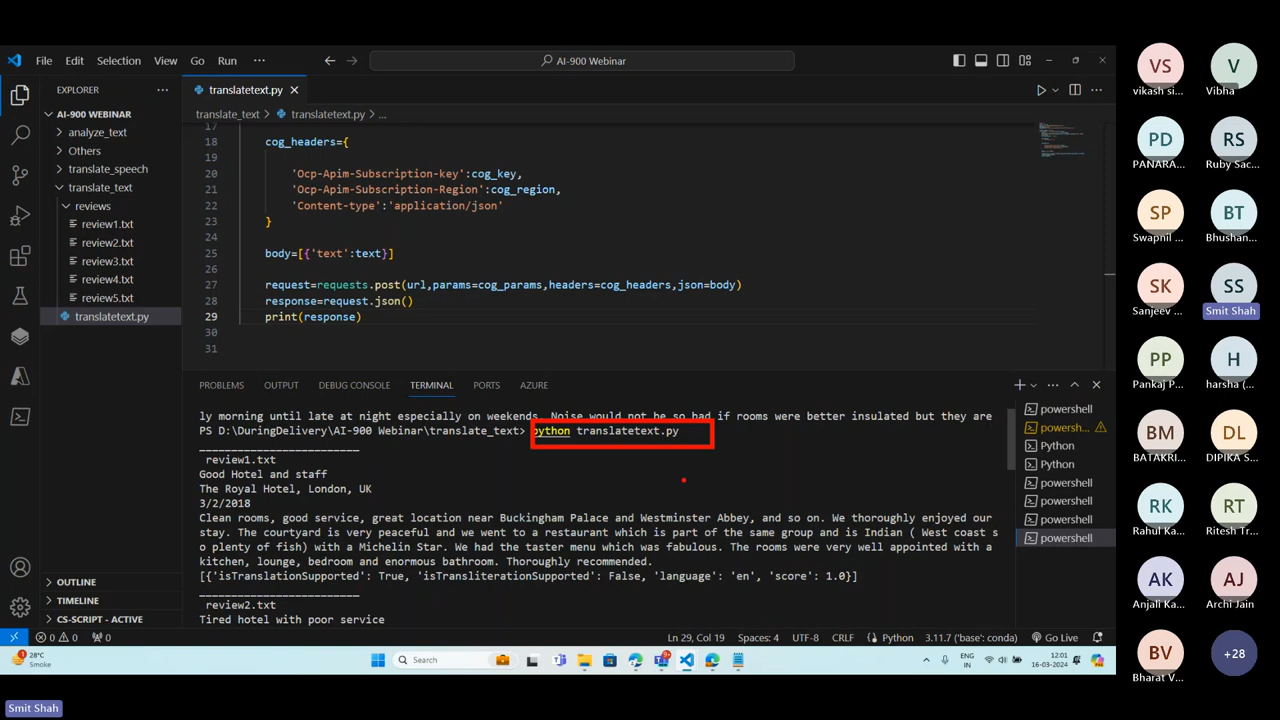 File Edit Selection View Go Run ··· AI-900 Webinar
EXPLORER
AI-900 WEBINAR
analyze_text
Others
translate_speech
translate_text
reviews
review1.txt
review2.txt
review3.txt
review4.txt
review5.txt
translatetext.py
OUTLINE
TIMELINE
CS-SCRIPT - ACTIVE
translatetext.py
translate_text > translatetext.py > ...
17
18 cog_headers={
19
20 'Ocp-Apim-Subscription-key':cog_key,
21 'Ocp-Apim-Subscription-Region':cog_region,
22 'Content-type':'application/json'
23 }
24
25 body=[{'text':text}]
26
27 request=requests.post(url,params=cog_params,headers=cog_headers,json=body)
28 response=request.json()
29 print(response)
30
31
PROBLEMS OUTPUT DEBUG CONSOLE TERMINAL PORTS AZURE
ly morning until late at night especially on weekends. Noise would not be so bad if rooms were better insulated but they are
PS D:\DuringDelivery\AI-900 Webinar\translate_text> python translatetext.py
_________________________
review1.txt
Good Hotel and staff
The Royal Hotel, London, UK
3/2/2018
Clean rooms, good service, great location near Buckingham Palace and Westminster Abbey, and so on. We thoroughly enjoyed our
stay. The courtyard is very peaceful and we went to a restaurant which is part of the same group and is Indian ( West coast s
o plenty of fish) with a Michelin Star. We had the taster menu which was fabulous. The rooms were very well appointed with a
kitchen, lounge, bedroom and enormous bathroom. Thoroughly recommended.
[{'isTranslationSupported': True, 'isTransliterationSupported': False, 'language': 'en', 'score': 1.0}]
_________________________
review2.txt
Tired hotel with poor service
powershell
powersh...
Python
Python
powershell
powershell
powershell
powershell
0 0 0 Ln 29, Col 19 Spaces: 4 UTF-8 CRLF Python 3.11.7 ('base': conda) Go Live
1 28°C
Smoke
Search
9+
ENG
IN
12:01
16-03-2024
Smit Shah
VS V
vikash si... Vibha
PD RS
PANARA... Ruby Sac...
SP BT
Swapnil ... Bhushan...
SK SS
Sanjeev ... Smit Shah
PP H
Pankaj P... harsha (...
BM DL
BATAKRI... DIPIKA S...
RK RT
Rahul Ka... Ritesh Tr...
AK AJ
Anjali Ka... Archi Jain
BV +28
Bharat V...